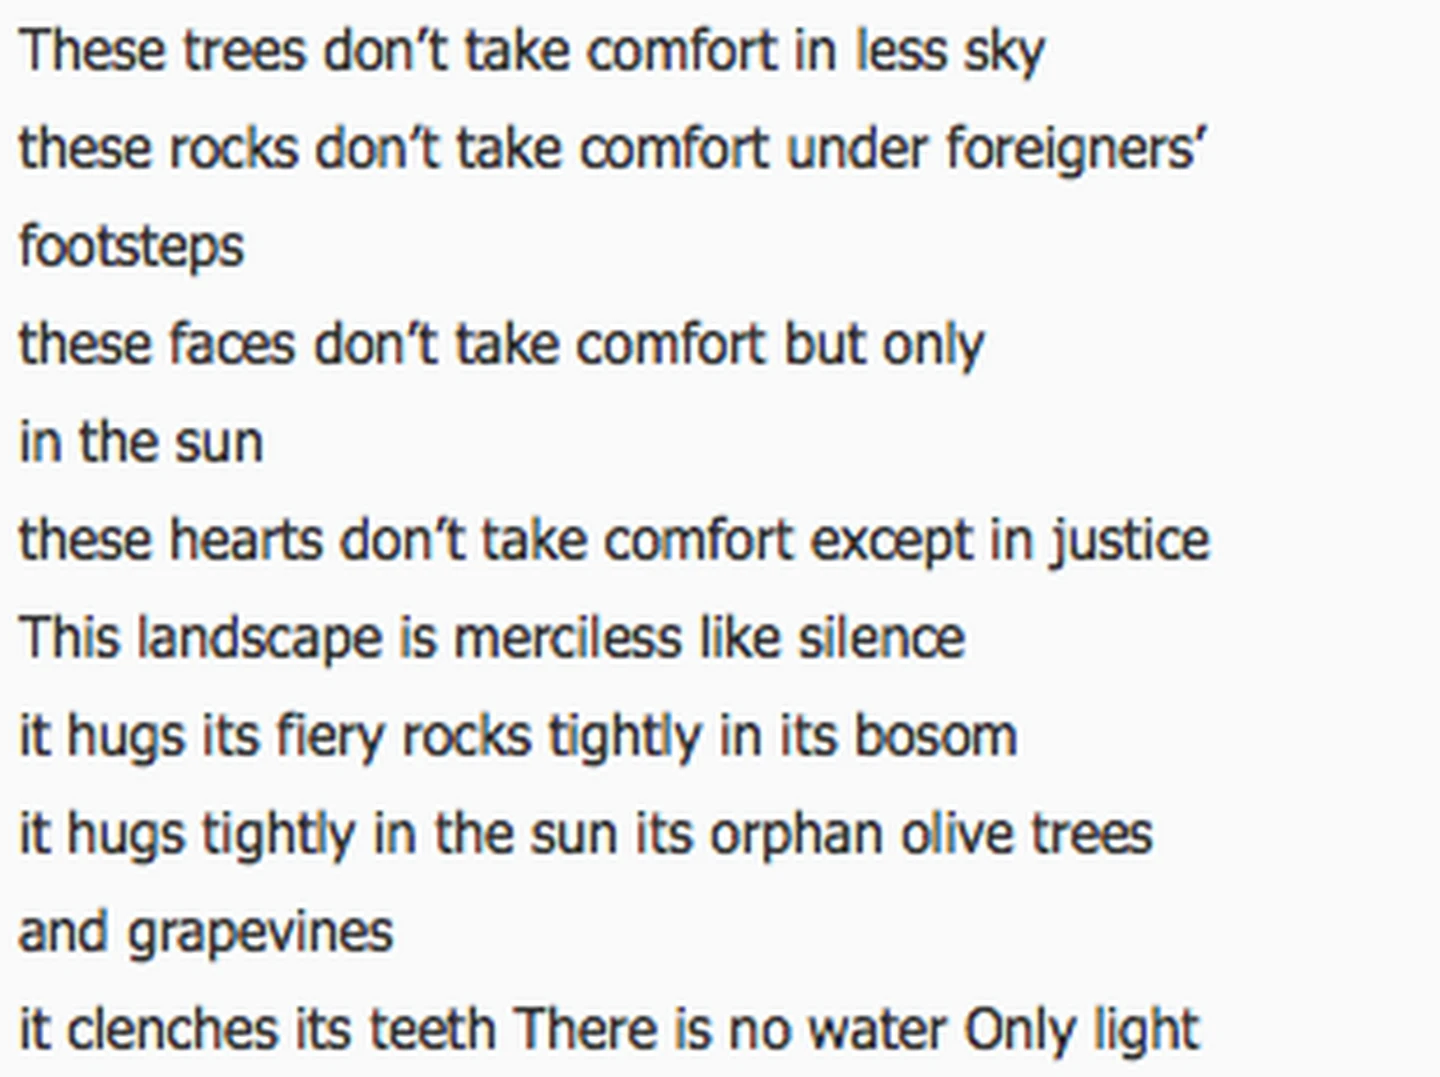 These trees don’t take comfort in less sky
these rocks don’t take comfort under foreigners’
footsteps
these faces don’t take comfort but only
in the sun
these hearts don’t take comfort except in justice
This landscape is merciless like silence
it hugs its fiery rocks tightly in its bosom
it hugs tightly in the sun its orphan olive trees
and grapevines
it clenches its teeth There is no water Only light